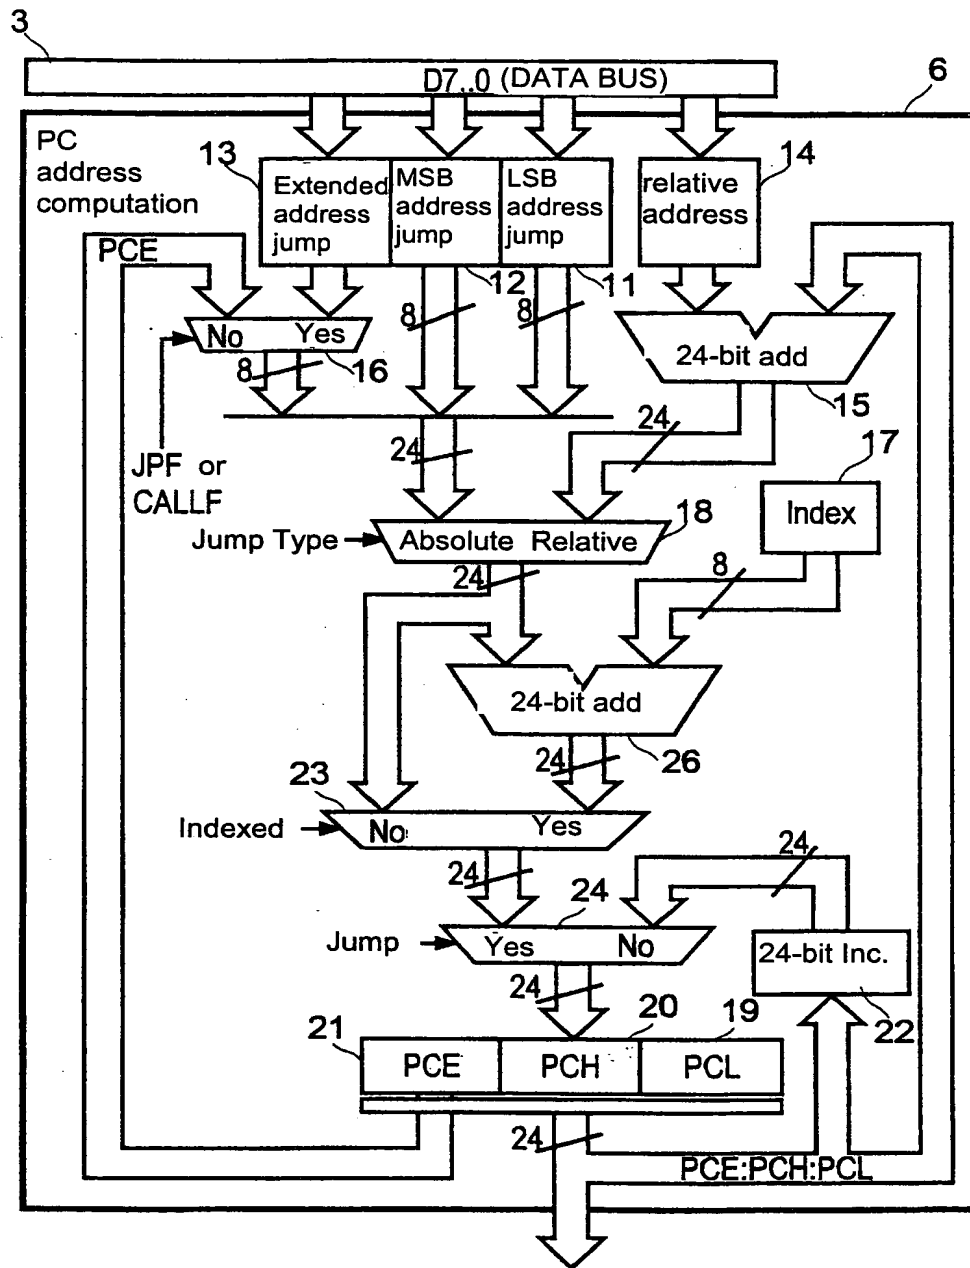 3
D7..0 (DATA BUS)
6
PC
address
computation
13
Extended
address
jump
MSB
address
jump
LSB
address
jump
14
relative
address
PCE
12
11
8
8
No Yes
16
8
24-bit add
15
JPF or
CALLF
24
24
17
Index
Jump Type
Absolute Relative
18
24
8
24-bit add
26
24
23
Indexed
No Yes
24
24
24
Jump
Yes No
24-bit Inc.
22
24
21
20
19
PCE
PCH
PCL
24
PCE:PCH:PCL